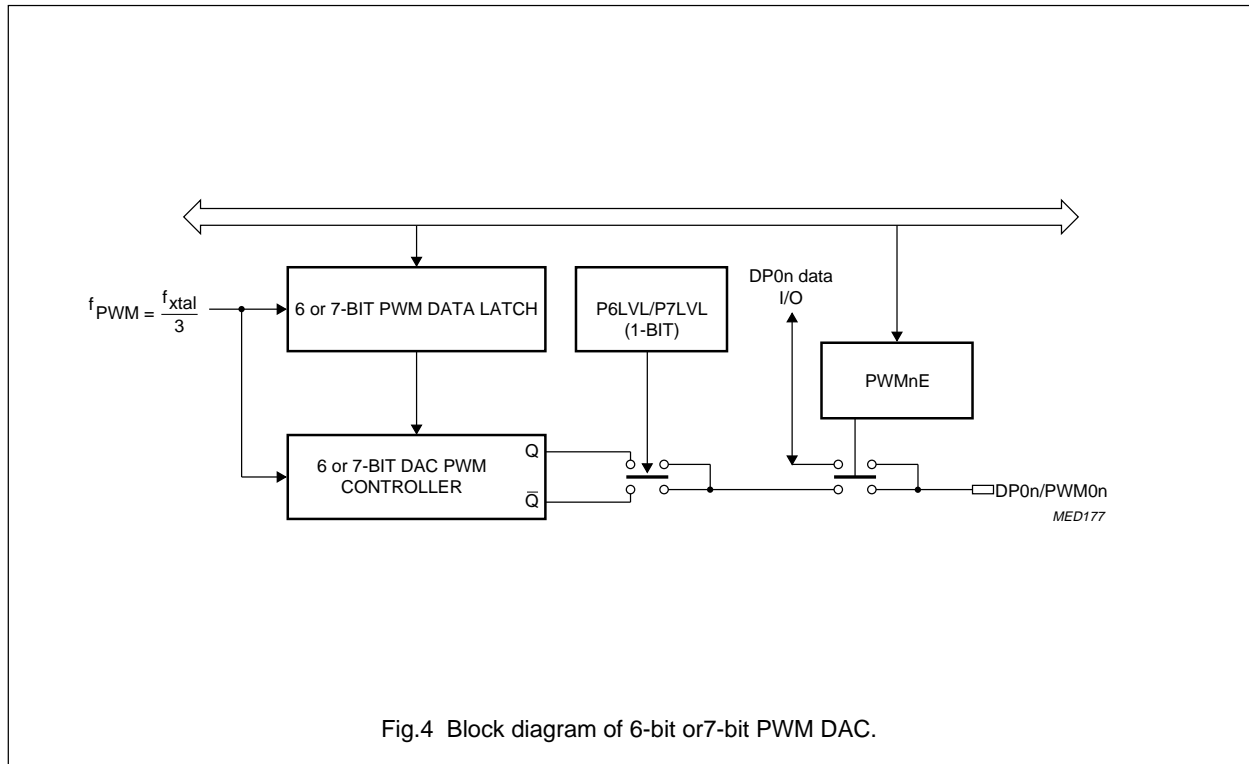 DP0n data
I/O
f PWM = f xtal
3
6 or 7-BIT PWM DATA LATCH
P6LVL/P7LVL
(1-BIT)
PWMnE
6 or 7-BIT DAC PWM
CONTROLLER
Q
Q̅
DP0n/PWM0n
MED177
Fig.4 Block diagram of 6-bit or7-bit PWM DAC.